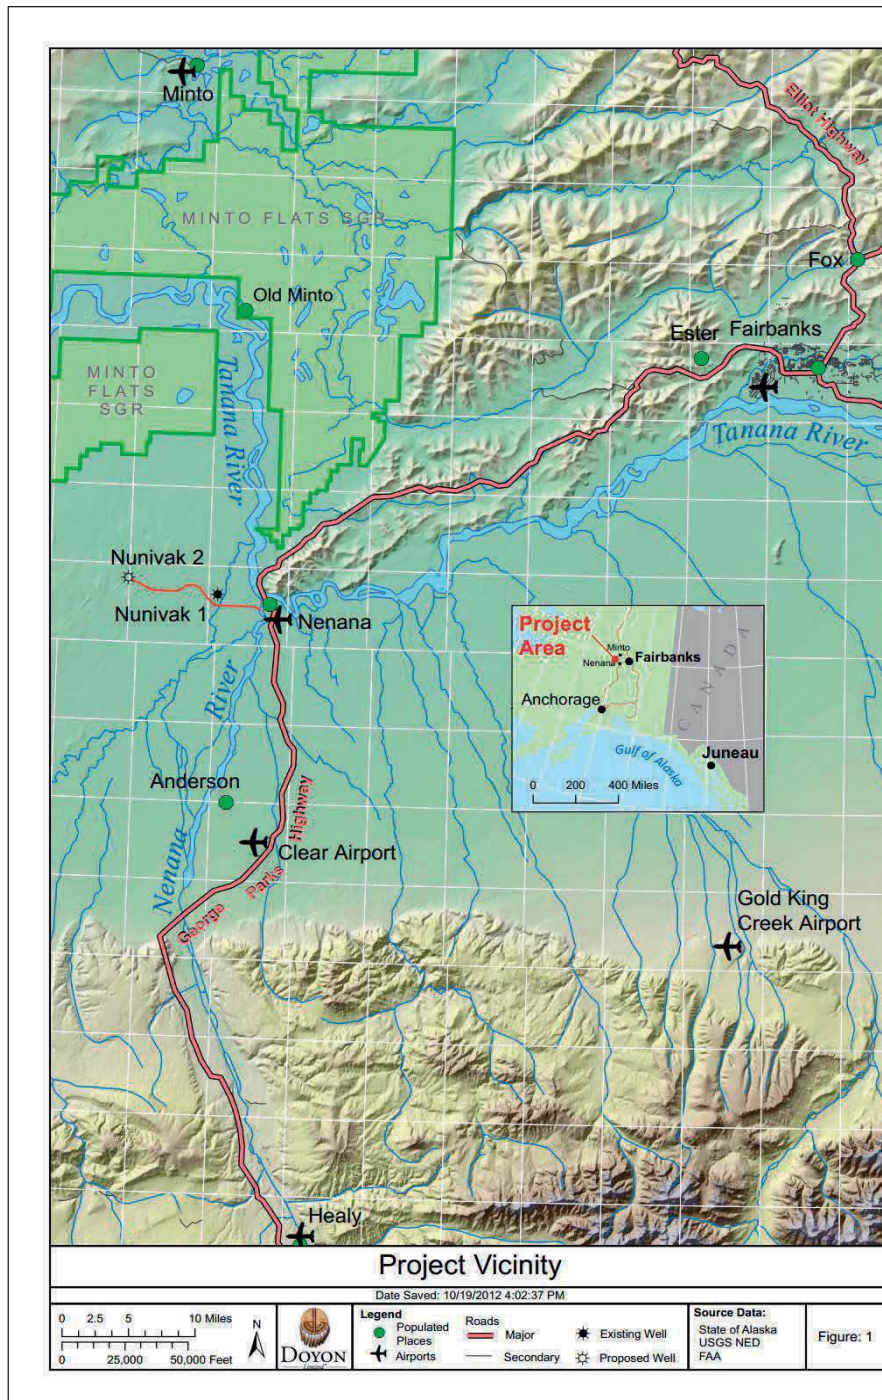 Minto
Elliot Highway
MINTO FLATS SGR
Fox
Old Minto
Ester
Fairbanks
MINTO
FLATS
SGR
Tanana River
Tanana River
Nunivak 2
Nunivak 1
Nenana
Project
Area
Minto
Nenana
Fairbanks
CANADA
Anchorage
Gulf of Alaska
Juneau
0 200 400 Miles
Nenana River
Anderson
Clear Airport
George Parks Highway
Gold King
Creek Airport
Healy
Project Vicinity
Date Saved: 10/19/2012 4:02:37 PM
0 2.5 5 10 Miles
0 25,000 50,000 Feet
N
DOYON
Limited
Legend
Populated
Places
Airports
Roads
Major
Secondary
Existing Well
Proposed Well
Source Data:
State of Alaska
USGS NED
FAA
Figure: 1